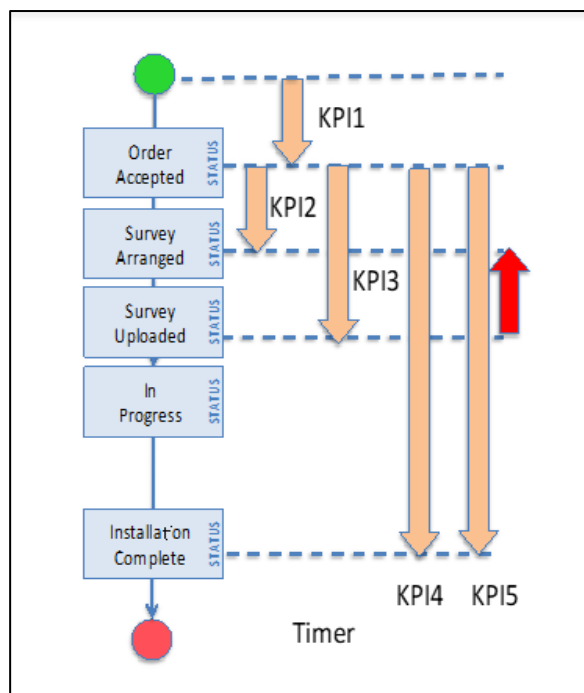 KPI1
Order
Accepted
STATUS
KPI2
Survey
Arranged
STATUS
KPI3
Survey
Uploaded
STATUS
In
Progress
STATUS
Installation
Complete
STATUS
KPI4
KPI5
Timer